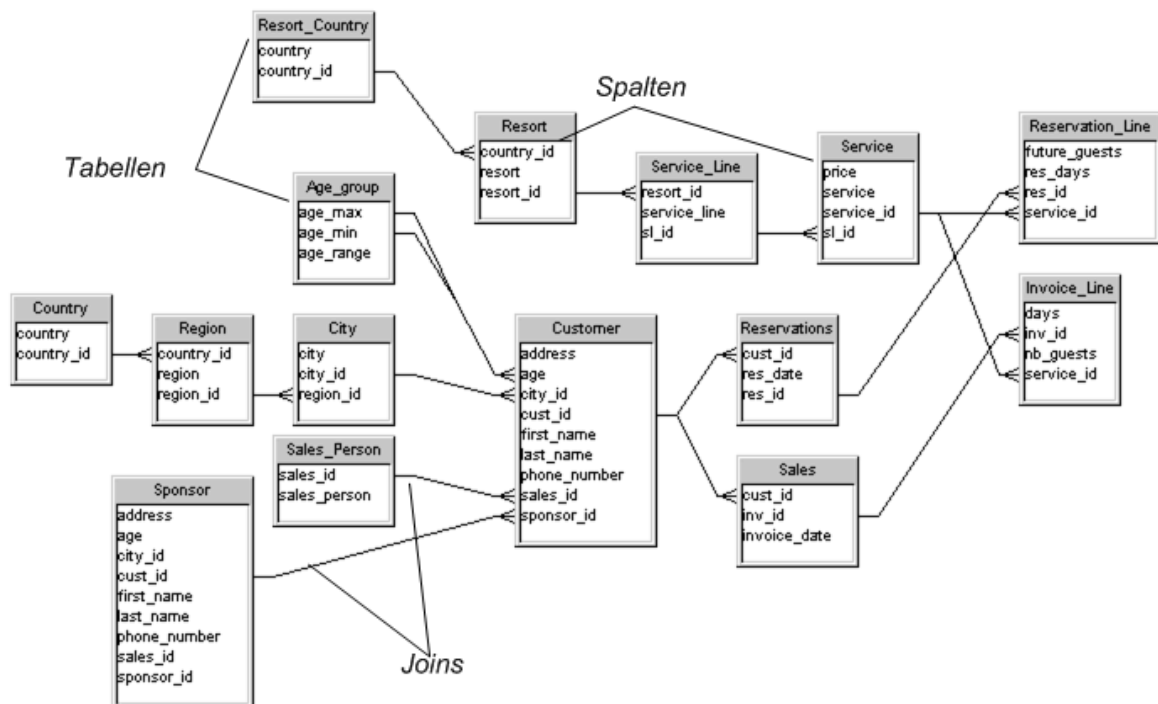 Resort_Country
country
country_id
Tabellen
Spalten
Resort
country_id
resort
resort_id
Service_Line
resort_id
service_line
sl_id
Service
price
service
service_id
sl_id
Reservation_Line
future_guests
res_days
res_id
service_id
Age_group
age_max
age_min
age_range
Country
country
country_id
Region
country_id
region
region_id
City
city
city_id
region_id
Customer
address
age
city_id
cust_id
first_name
last_name
phone_number
sales_id
sponsor_id
Reservations
cust_id
res_date
res_id
Invoice_Line
days
inv_id
nb_guests
service_id
Sales_Person
sales_id
sales_person
Sales
cust_id
inv_id
invoice_date
Sponsor
address
age
city_id
cust_id
first_name
last_name
phone_number
sales_id
sponsor_id
Joins